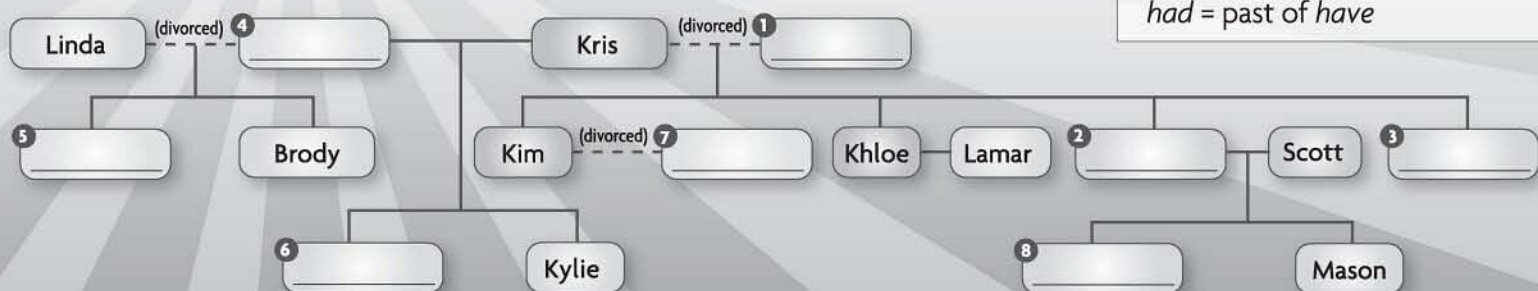 had = past of have
(divorced) 4 (divorced) 1
Linda Kris
5 Brody Kim (divorced) 7 Khloe Lamar 2 Scott 3
6 Kylie 8 Mason